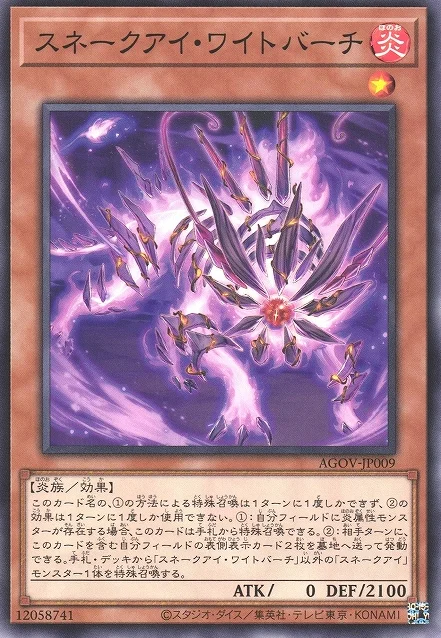 スネークアイ・ワイトバーチ
ほのお
炎
AGOV-JP009
ATK/ 0 DEF/2100
【炎族/効果】
このカード名の、①の方法による特殊召喚は1ターンに1度しかできず、②の
効果は1ターンに1度しか使用できない。①:自分フィールドに炎属性モンス
ターが存在する場合、このカードは手札から特殊召喚できる。②:相手ターンに、
このカードを含む自分フィールドの表側表示カード2枚を墓地へ送って発動
できる。手札・デッキから「スネークアイ・ワイトバーチ」以外の「スネークアイ」
モンスター1体を特殊召喚する。
12058741
©スタジオ・ダイス/集英社・テレビ東京・KONAMI